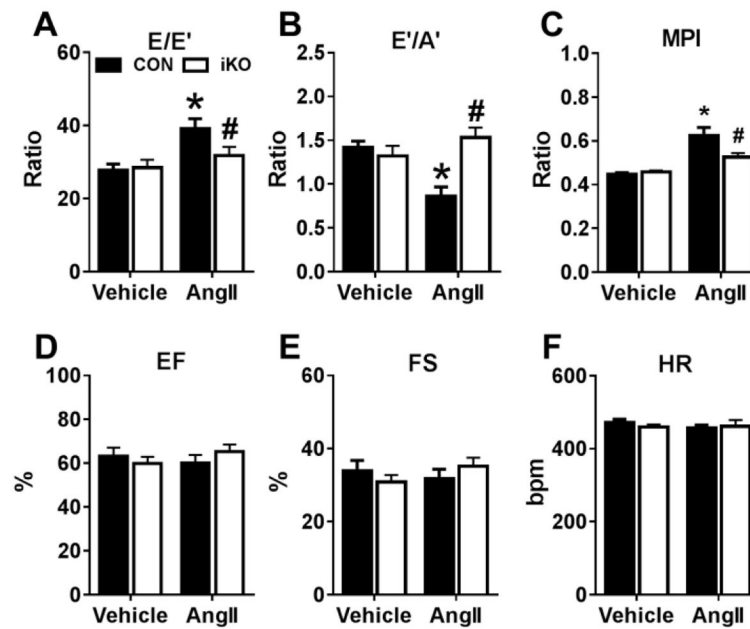 A E/E'
60
CON iKO
40
20
0
Ratio
*
#
Vehicle AngII
B E'/A'
2.5
2.0
1.5
1.0
0.5
0.0
Ratio
*
#
Vehicle AngII
C MPI
1.0
0.8
0.6
0.4
0.2
0.0
Ratio
*
#
Vehicle AngII
D EF
100
80
60
40
20
0
%
Vehicle AngII
E FS
60
40
20
0
%
Vehicle AngII
F HR
600
400
200
0
bpm
Vehicle AngII